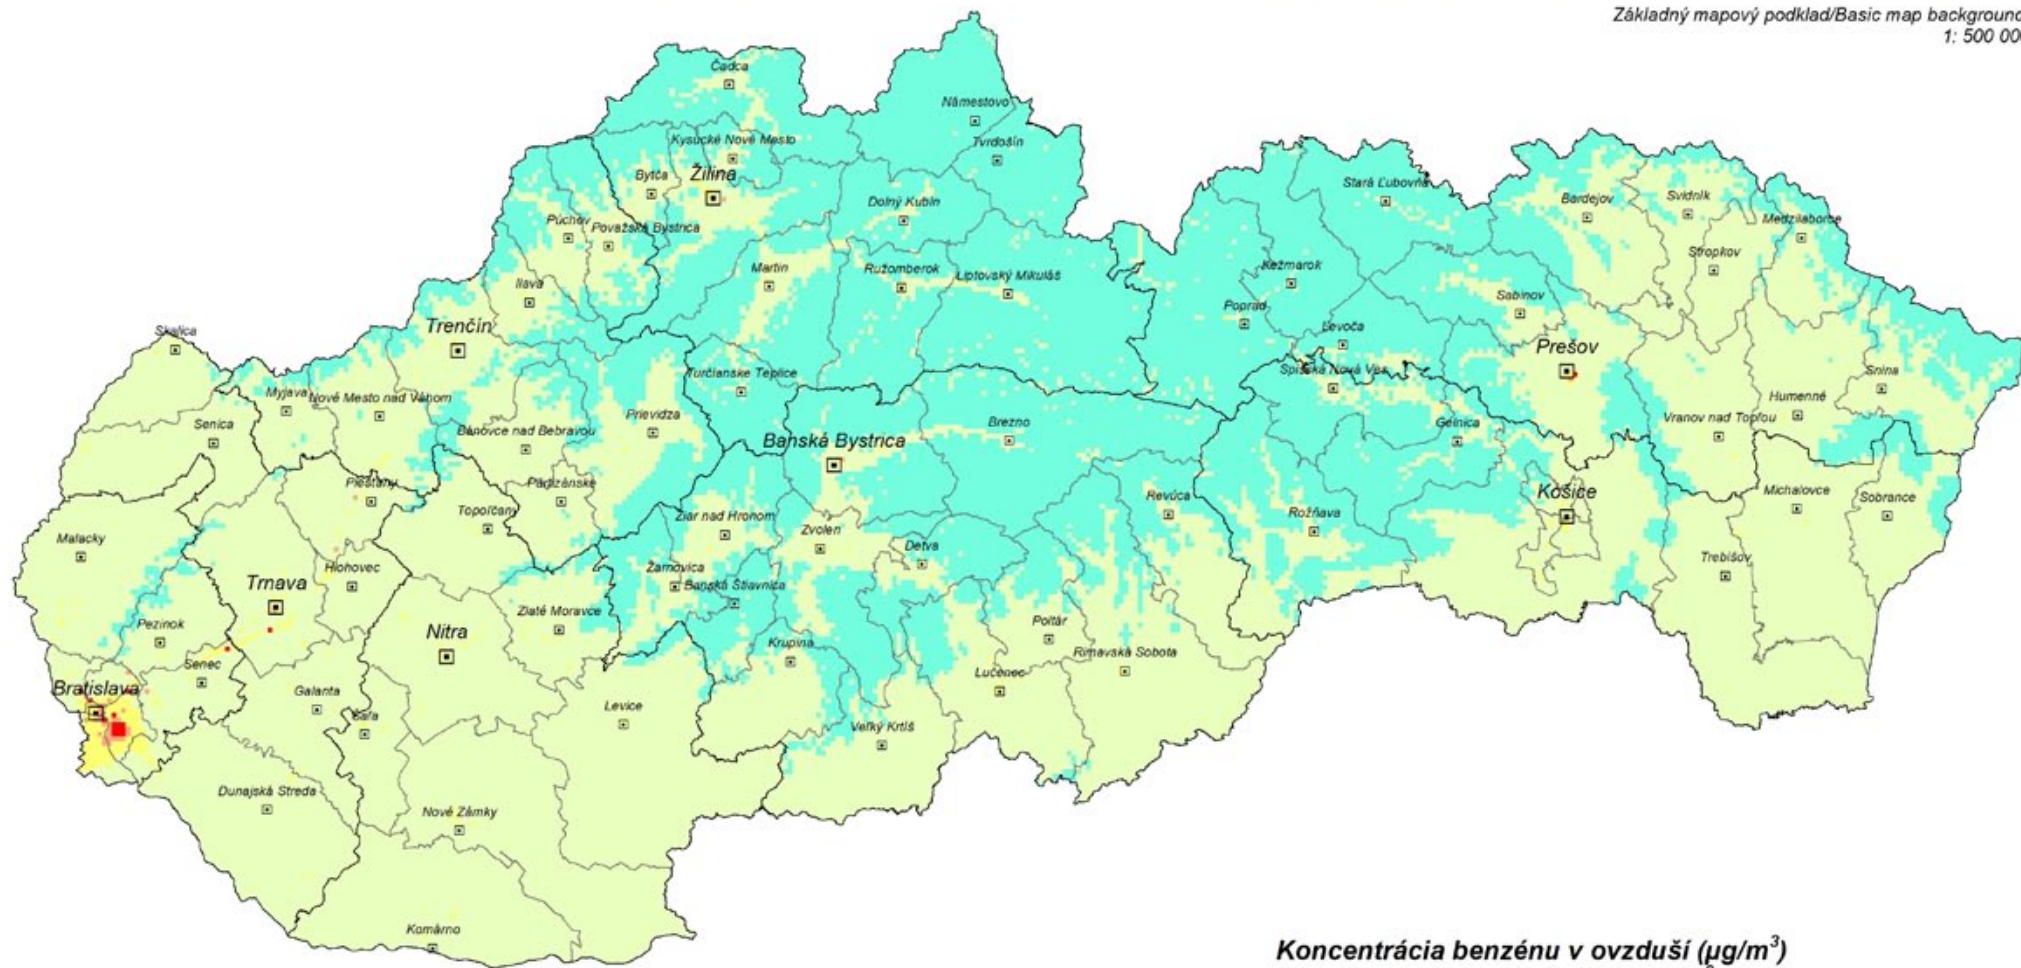 Základný mapový podklad/Basic map background
1: 500 00
Čadca
Námestovo
Kysucké Nové Mesto
Tvrdošín
Bytča
Žilina
Stará Ľubovňa
Bardejov
Svidník
Dolný Kubín
Púchov
Považská Bystrica
Medzilaborce
Stropkov
Martin
Ružomberok
Liptovský Mikuláš
Kežmarok
Ilava
Poprad
Sabinov
Trenčín
Skalica
Levoča
Prešov
Turčianske Teplice
Spišská Nová Ves
Snina
Myjava
Nové Mesto nad Váhom
Humenné
Senica
Prievidza
Brezno
Gelnica
Vranov nad Topľou
Bánovce nad Bebravou
Banská Bystrica
Piešťany
Partizánske
Revúca
Košice
Michalovce
Sobrance
Topoľčany
Žiar nad Hronom
Rožňava
Malacky
Zvolen
Detva
Hlohovec
Trebišov
Trnava
Žarnovica
Banská Štiavnica
Zlaté Moravce
Pezinok
Nitra
Poltár
Krupina
Rimavská Sobota
Senec
Lučenec
Bratislava
Galanta
Šaľa
Levice
Veľký Krtíš
Dunajská Streda
Nové Zámky
Komárno
Koncentrácia benzénu v ovzduší (µg/m³)